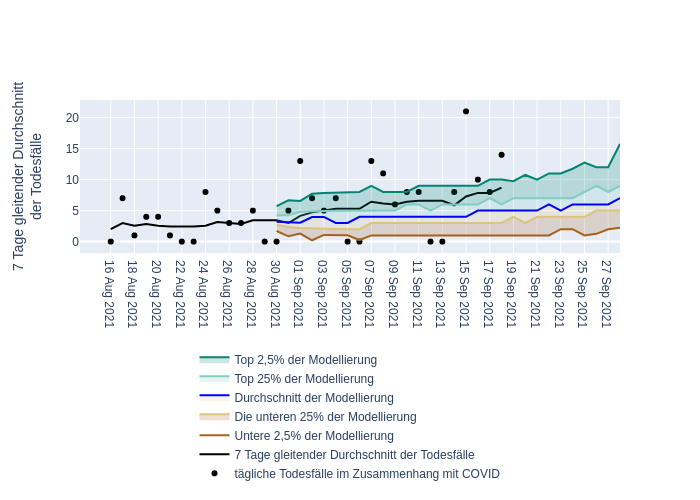 7 Tage gleitender Durchschnitt
der Todesfälle
20
15
10
5
0
16 Aug 2021
18 Aug 2021
20 Aug 2021
22 Aug 2021
24 Aug 2021
26 Aug 2021
28 Aug 2021
30 Aug 2021
01 Sep 2021
03 Sep 2021
05 Sep 2021
07 Sep 2021
09 Sep 2021
11 Sep 2021
13 Sep 2021
15 Sep 2021
17 Sep 2021
19 Sep 2021
21 Sep 2021
23 Sep 2021
25 Sep 2021
27 Sep 2021
Top 2,5% der Modellierung
Top 25% der Modellierung
Durchschnitt der Modellierung
Die unteren 25% der Modellierung
Untere 2,5% der Modellierung
7 Tage gleitender Durchschnitt der Todesfälle
tägliche Todesfälle im Zusammenhang mit COVID